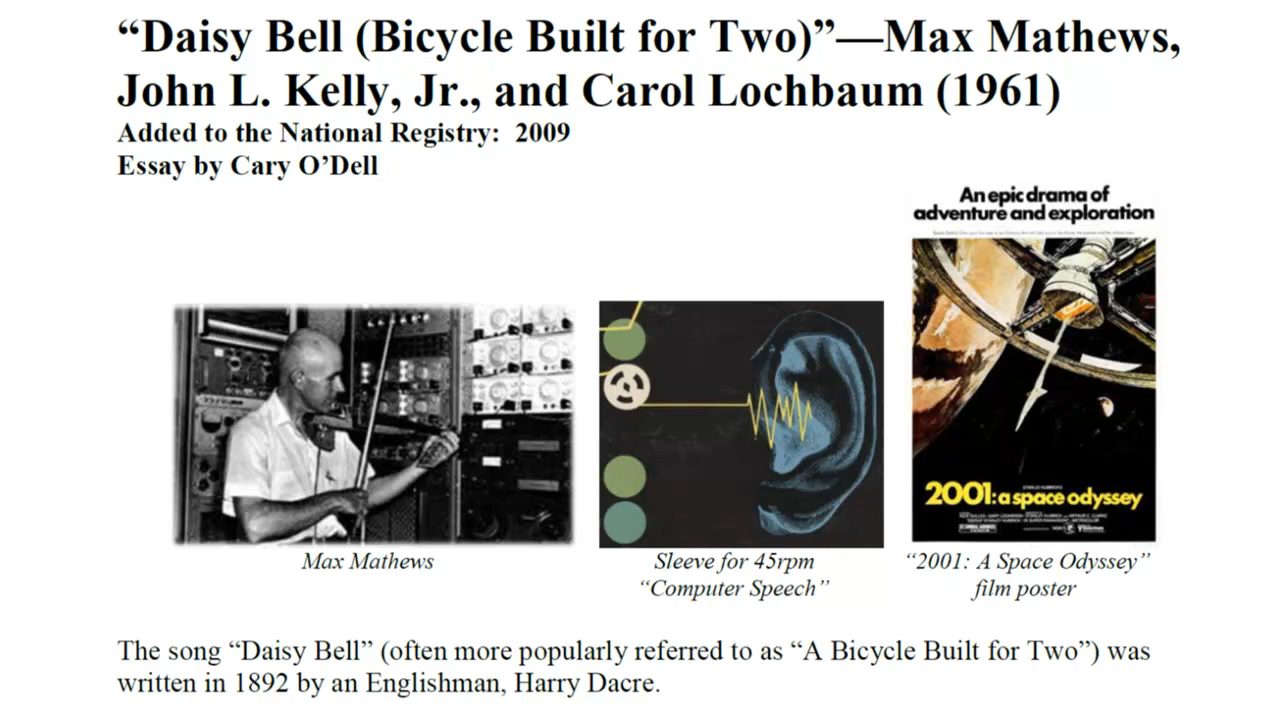 “Daisy Bell (Bicycle Built for Two)”—Max Mathews,
John L. Kelly, Jr., and Carol Lochbaum (1961)
Added to the National Registry:  2009
Essay by Cary O’Dell
An epic drama of
adventure and exploration
2001: a space odyssey
Max Mathews
Sleeve for 45rpm
“Computer Speech”
“2001: A Space Odyssey”
film poster
The song “Daisy Bell” (often more popularly referred to as “A Bicycle Built for Two”) was
written in 1892 by an Englishman, Harry Dacre.